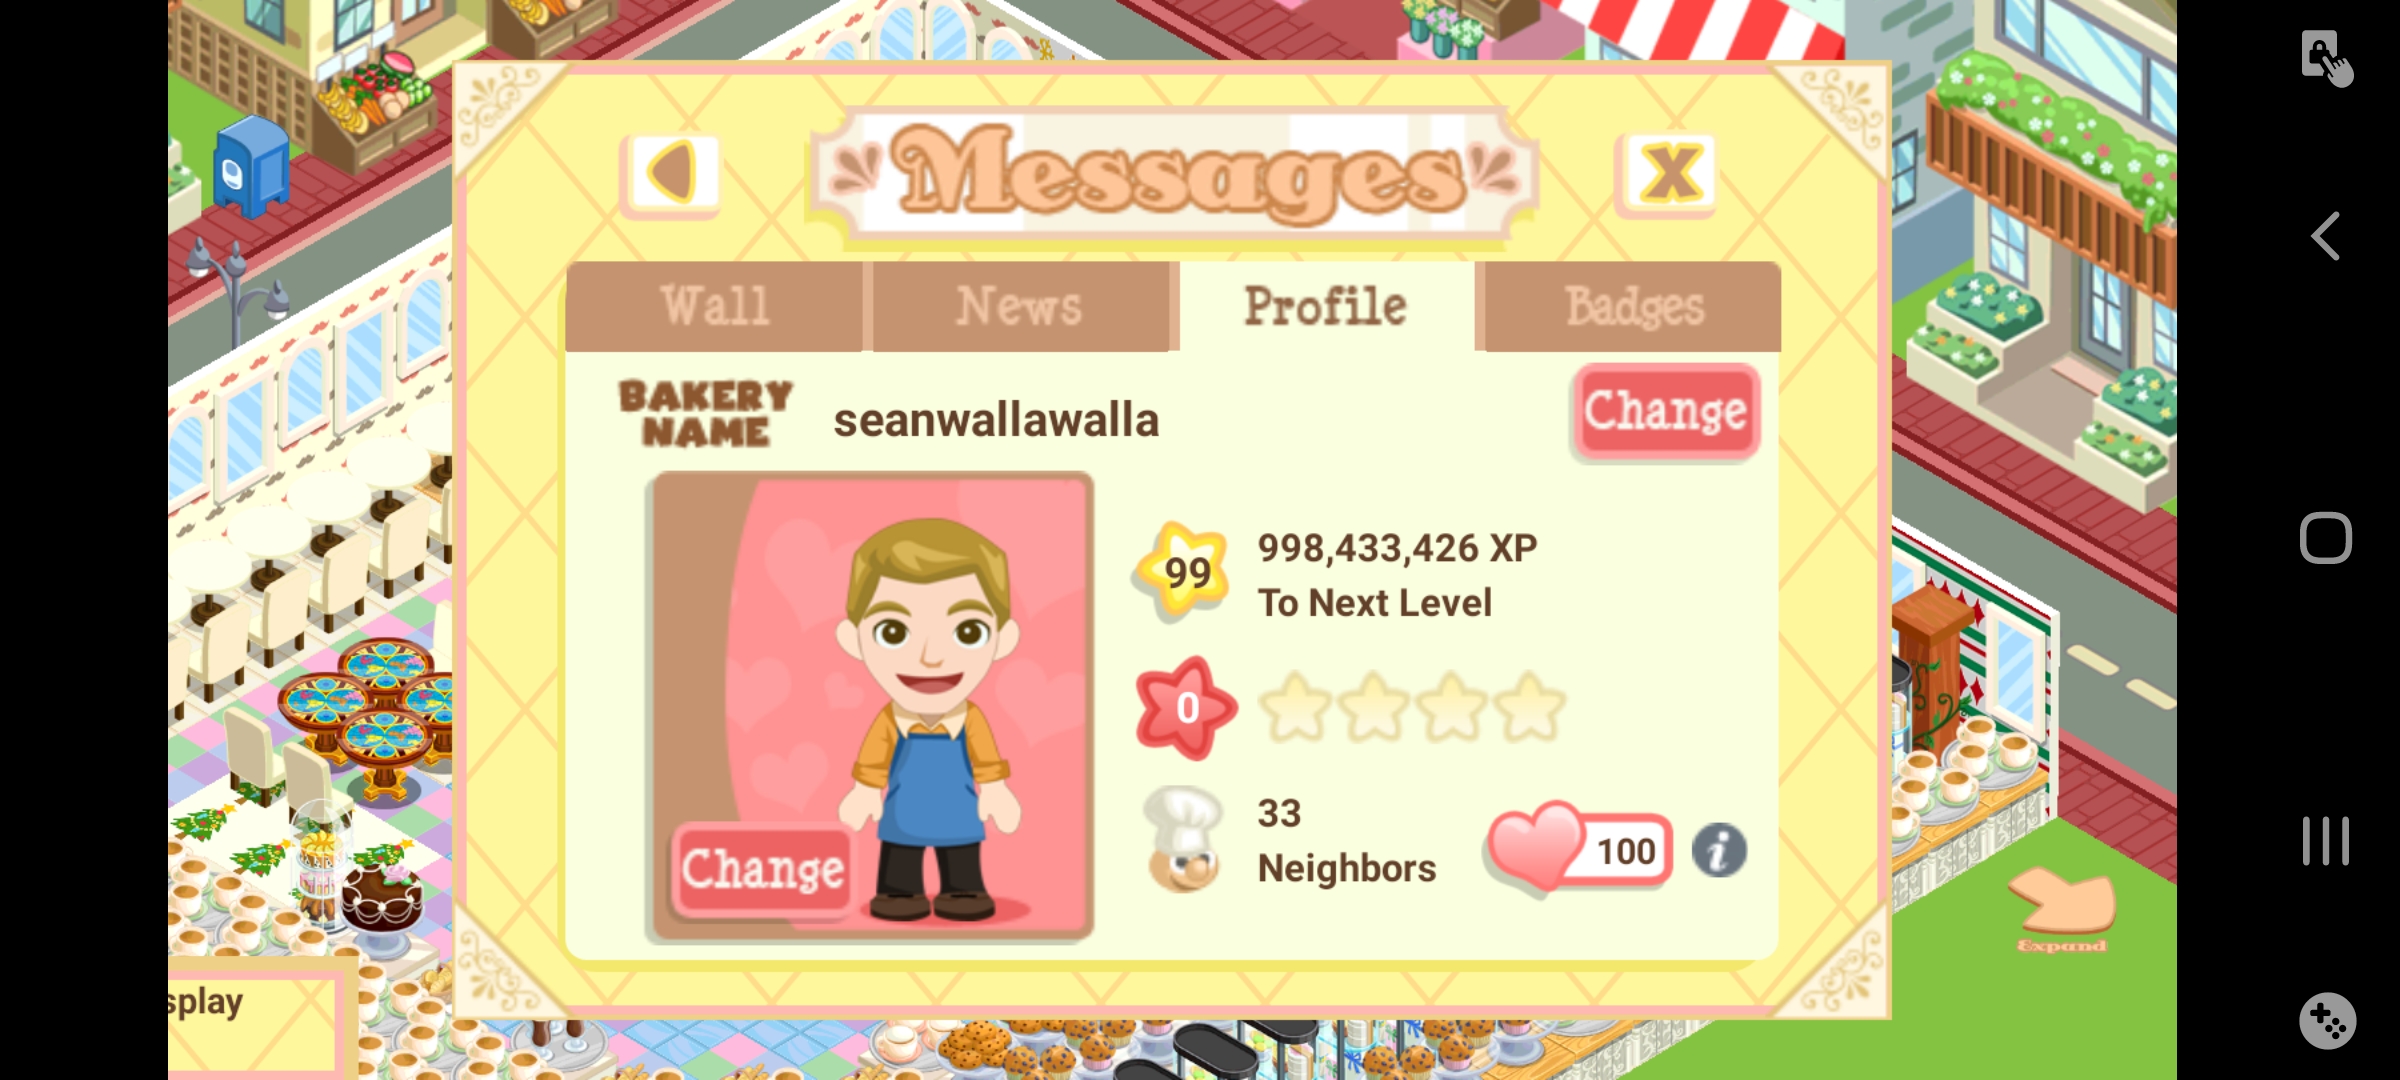 Messages
X
Wall
News
Profile
Badges
BAKERY
NAME
seanwallawalla
Change
99
998,433,426 XP
To Next Level
0
33
Neighbors
100
i
Change
Expand
splay